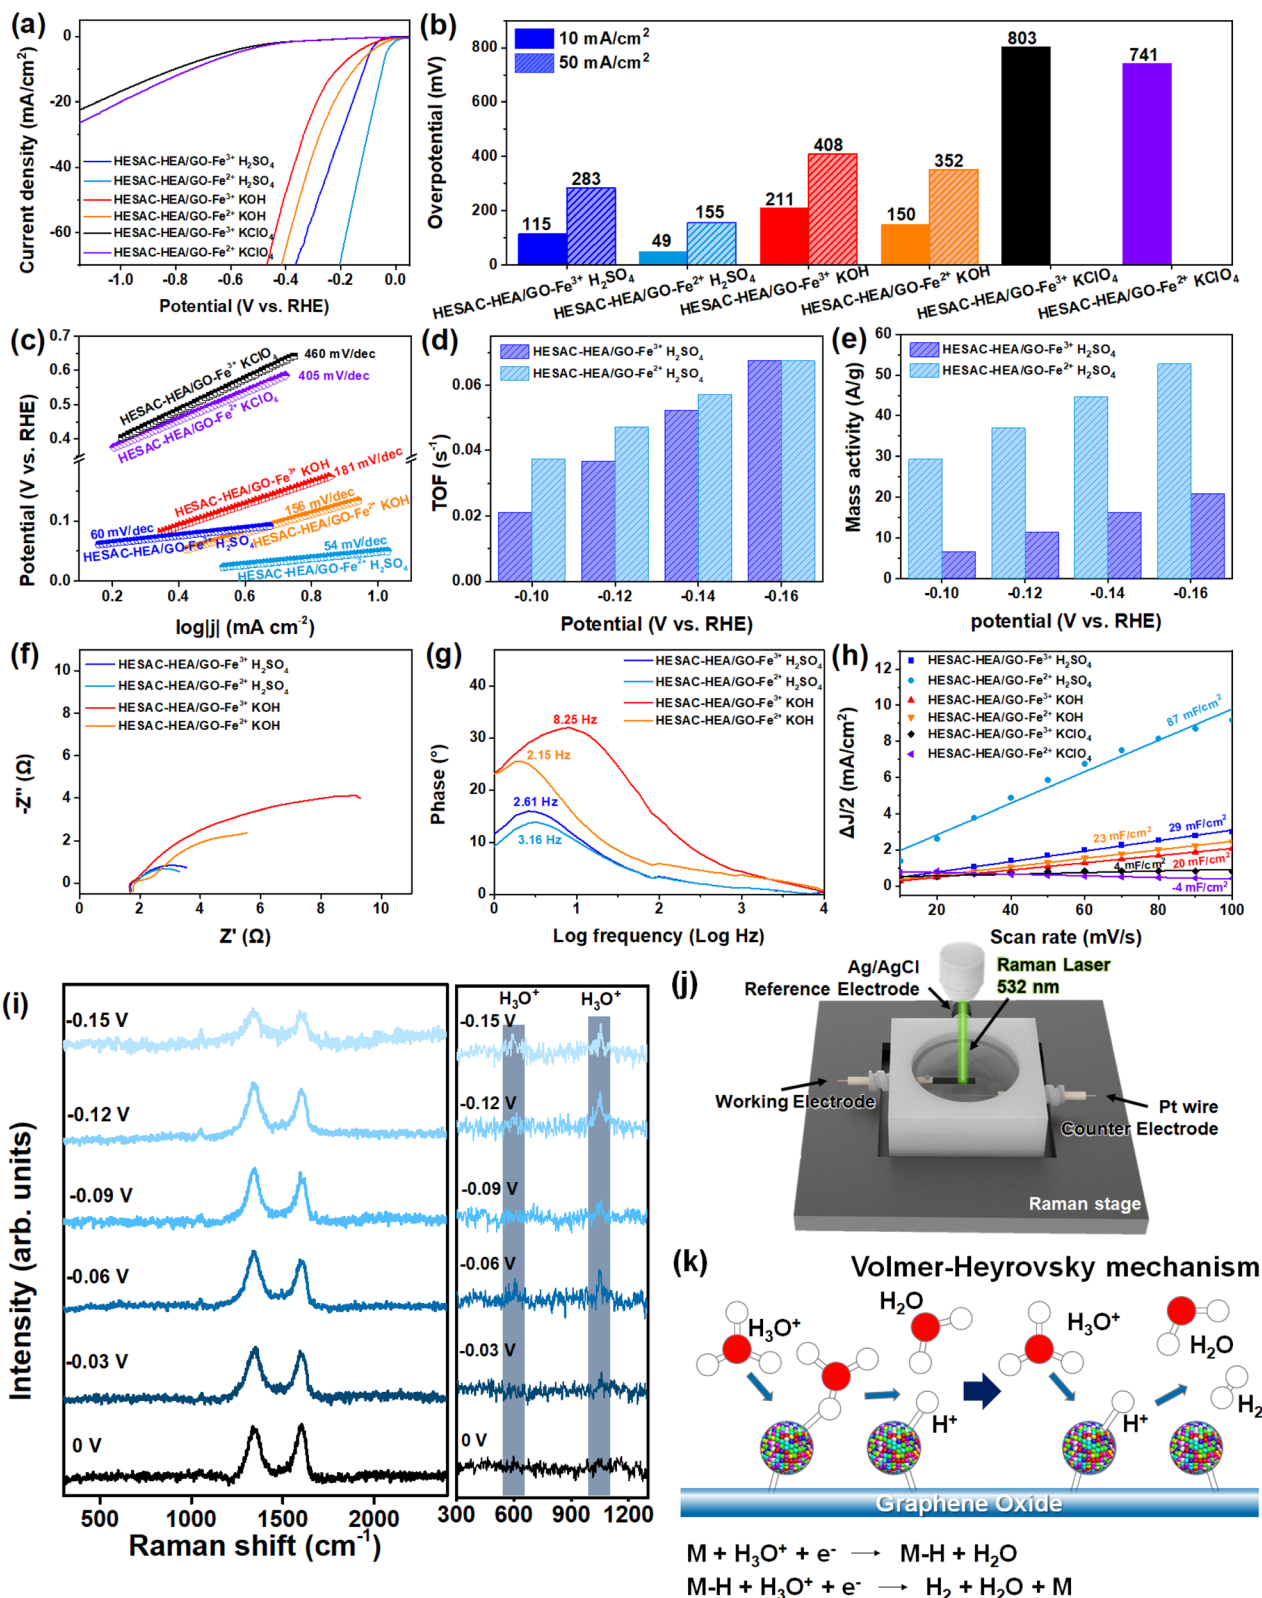 (a)
Current density (mA/cm²)
0
-20
-40
-60
HESAC-HEA/GO-Fe³⁺ H₂SO₄
HESAC-HEA/GO-Fe²⁺ H₂SO₄
HESAC-HEA/GO-Fe³⁺ KOH
HESAC-HEA/GO-Fe²⁺ KOH
HESAC-HEA/GO-Fe³⁺ KClO₄
HESAC-HEA/GO-Fe²⁺ KClO₄
-1.0 -0.8 -0.6 -0.4 -0.2 0.0
Potential (V vs. RHE)
(b)
Overpotential (mV)
800
600
400
200
0
10 mA/cm²
50 mA/cm²
115 283 49 155 211 408 150 352 803 741
HESAC-HEA/GO-Fe³⁺ H₂SO₄
HESAC-HEA/GO-Fe²⁺ H₂SO₄
HESAC-HEA/GO-Fe³⁺ KOH
HESAC-HEA/GO-Fe²⁺ KOH
HESAC-HEA/GO-Fe³⁺ KClO₄
HESAC-HEA/GO-Fe²⁺ KClO₄
(c)
Potential (V vs. RHE)
0.7
0.6
0.5
0.4
0.1
0.0
HESAC-HEA/GO-Fe³⁺ KClO₄
460 mV/dec
405 mV/dec
HESAC-HEA/GO-Fe²⁺ KClO₄
HESAC-HEA/GO-Fe³⁺ KOH
181 mV/dec
156 mV/dec
HESAC-HEA/GO-Fe²⁺ KOH
60 mV/dec
HESAC-HEA/GO-Fe³⁺ H₂SO₄
54 mV/dec
HESAC-HEA/GO-Fe²⁺ H₂SO₄
0.2 0.4 0.6 0.8 1.0
log|j| (mA cm⁻²)
(d)
TOF (s⁻¹)
0.06
0.04
0.02
0.00
HESAC-HEA/GO-Fe³⁺ H₂SO₄
HESAC-HEA/GO-Fe²⁺ H₂SO₄
-0.10 -0.12 -0.14 -0.16
Potential (V vs. RHE)
(e)
Mass activity (A/g)
60
50
40
30
20
10
0
HESAC-HEA/GO-Fe³⁺ H₂SO₄
HESAC-HEA/GO-Fe²⁺ H₂SO₄
-0.10 -0.12 -0.14 -0.16
potential (V vs. RHE)
(f)
-Z'' (Ω)
10
8
6
4
2
0
HESAC-HEA/GO-Fe³⁺ H₂SO₄
HESAC-HEA/GO-Fe²⁺ H₂SO₄
HESAC-HEA/GO-Fe³⁺ KOH
HESAC-HEA/GO-Fe²⁺ KOH
0 2 4 6 8 10
Z' (Ω)
(g)
Phase (°)
40
30
20
10
0
HESAC-HEA/GO-Fe³⁺ H₂SO₄
HESAC-HEA/GO-Fe²⁺ H₂SO₄
HESAC-HEA/GO-Fe³⁺ KOH
HESAC-HEA/GO-Fe²⁺ KOH
8.25 Hz
2.15 Hz
2.61 Hz
3.16 Hz
0 1 2 3 4
Log frequency (Log Hz)
(h)
ΔJ/2 (mA/cm²)
12
10
8
6
4
2
0
HESAC-HEA/GO-Fe³⁺ H₂SO₄
HESAC-HEA/GO-Fe²⁺ H₂SO₄
HESAC-HEA/GO-Fe³⁺ KOH
HESAC-HEA/GO-Fe²⁺ KOH
HESAC-HEA/GO-Fe³⁺ KClO₄
HESAC-HEA/GO-Fe²⁺ KClO₄
87 mF/cm²
29 mF/cm²
23 mF/cm²
20 mF/cm²
4 mF/cm²
-4 mF/cm²
20 40 60 80 100
Scan rate (mV/s)
(i)
Intensity (arb. units)
-0.15 V
-0.12 V
-0.09 V
-0.06 V
-0.03 V
0 V
500 1000 1500 2000
H₃O⁺ H₃O⁺
-0.15 V
-0.12 V
-0.09 V
-0.06 V
-0.03 V
0 V
300 600 900 1200
Raman shift (cm⁻¹)
(j)
Ag/AgCl
Reference Electrode
Raman Laser
532 nm
Working Electrode
Pt wire
Counter Electrode
Raman stage
(k)
Volmer-Heyrovsky mechanism
H₃O⁺
H₂O
H⁺
H₃O⁺
H₂O
H⁺
H₂
Graphene Oxide
M + H₃O⁺ + e⁻ → M-H + H₂O
M-H + H₃O⁺ + e⁻ → H₂ + H₂O + M